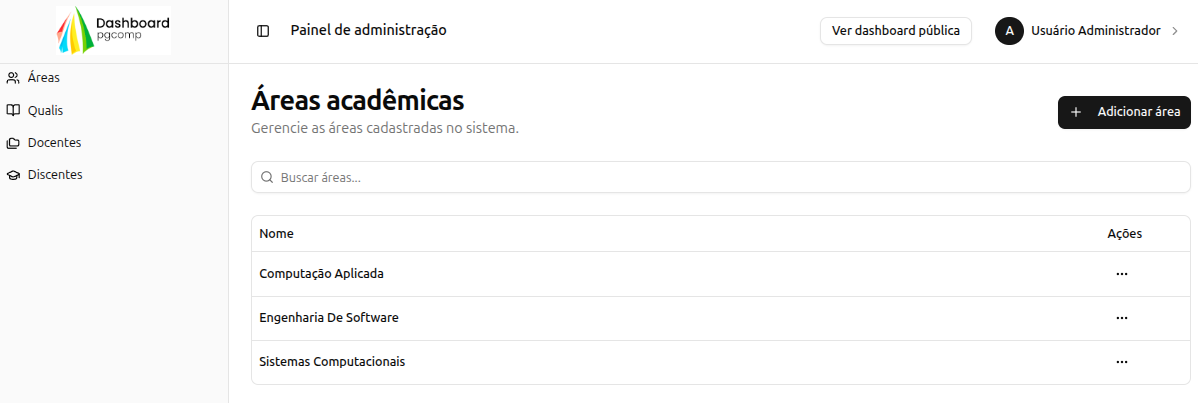 Dashboard
pgcomp
Painel de administração
Ver dashboard pública
A
Usuário Administrador
Áreas
Qualis
Docentes
Discentes
Áreas acadêmicas
Gerencie as áreas cadastradas no sistema.
Adicionar área
Buscar áreas...
Nome Ações
Computação Aplicada
Engenharia De Software
Sistemas Computacionais